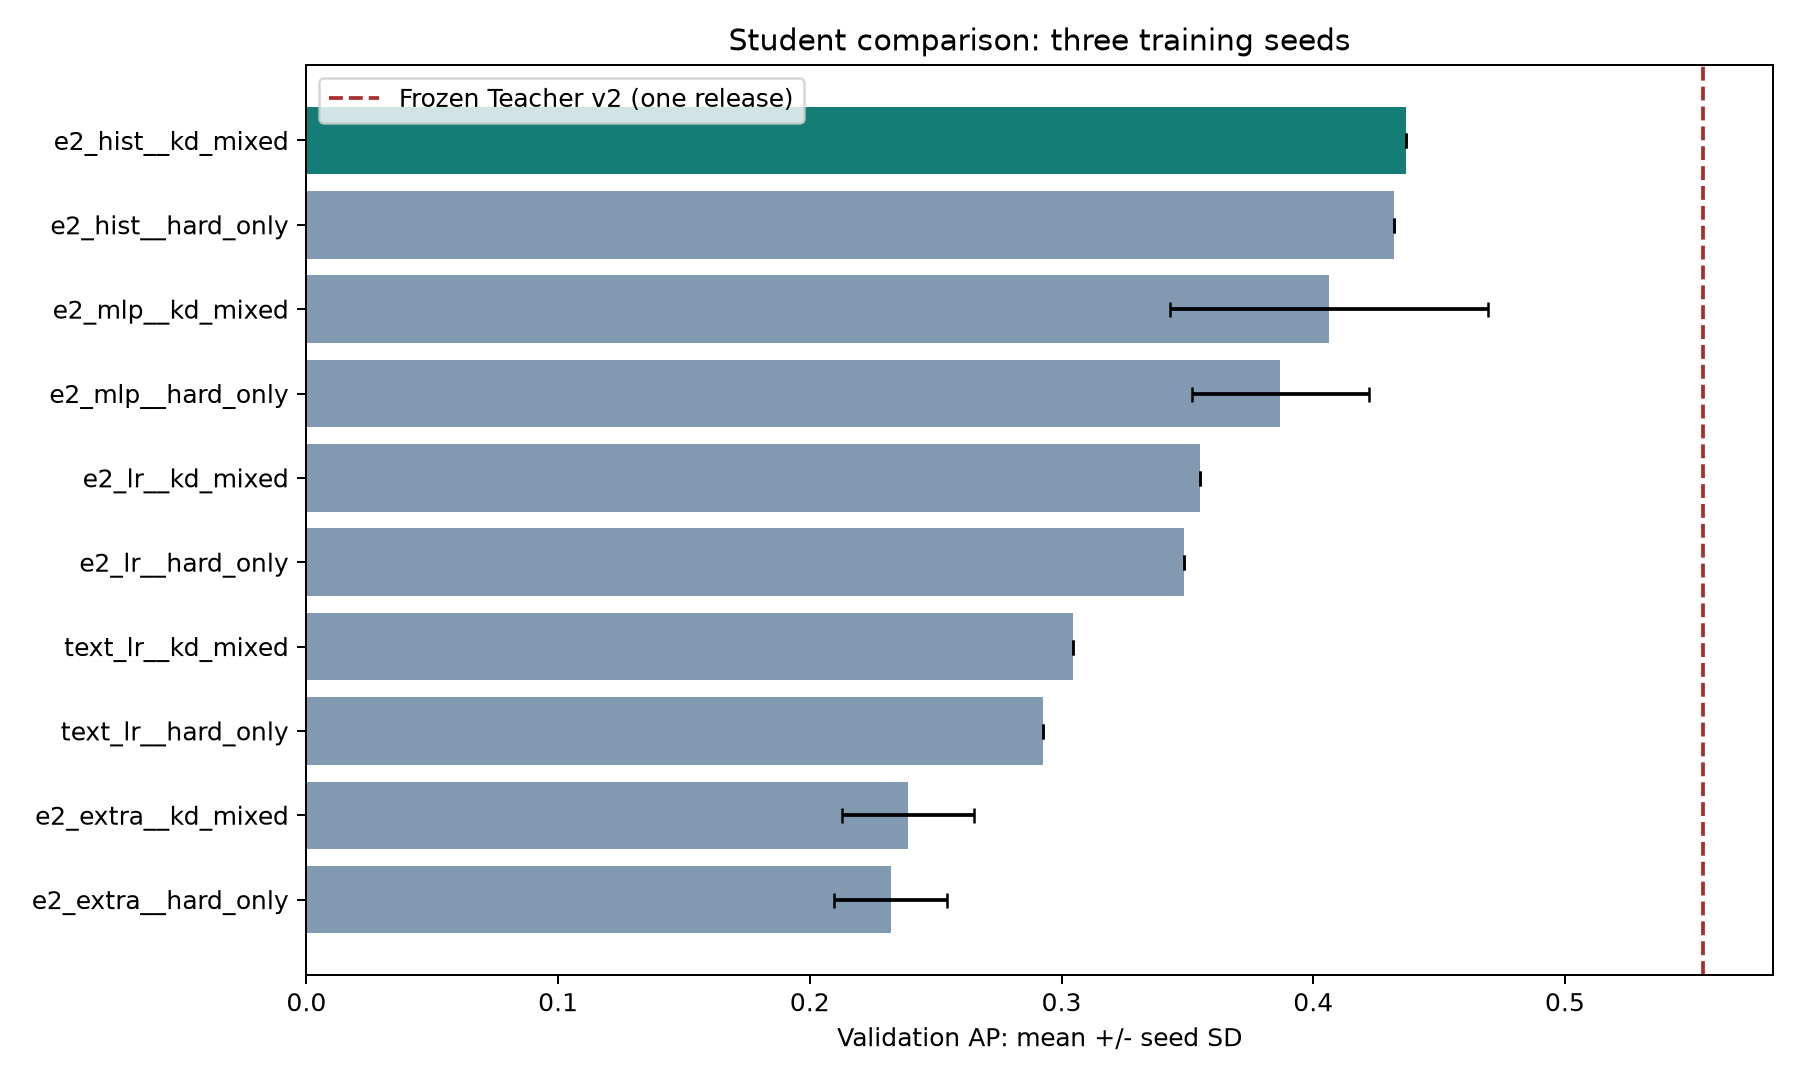 Student comparison: three training seeds
Frozen Teacher v2 (one release)
e2_hist__kd_mixed
e2_hist__hard_only
e2_mlp__kd_mixed
e2_mlp__hard_only
e2_lr__kd_mixed
e2_lr__hard_only
text_lr__kd_mixed
text_lr__hard_only
e2_extra__kd_mixed
e2_extra__hard_only
0.0 0.1 0.2 0.3 0.4 0.5
Validation AP: mean +/- seed SD